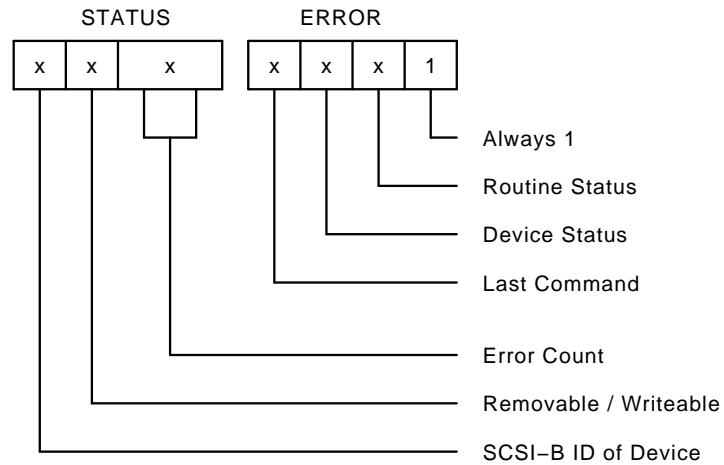 STATUS ERROR
x x x x x x 1
Always 1
Routine Status
Device Status
Last Command
Error Count
Removable / Writeable
SCSI−B ID of Device